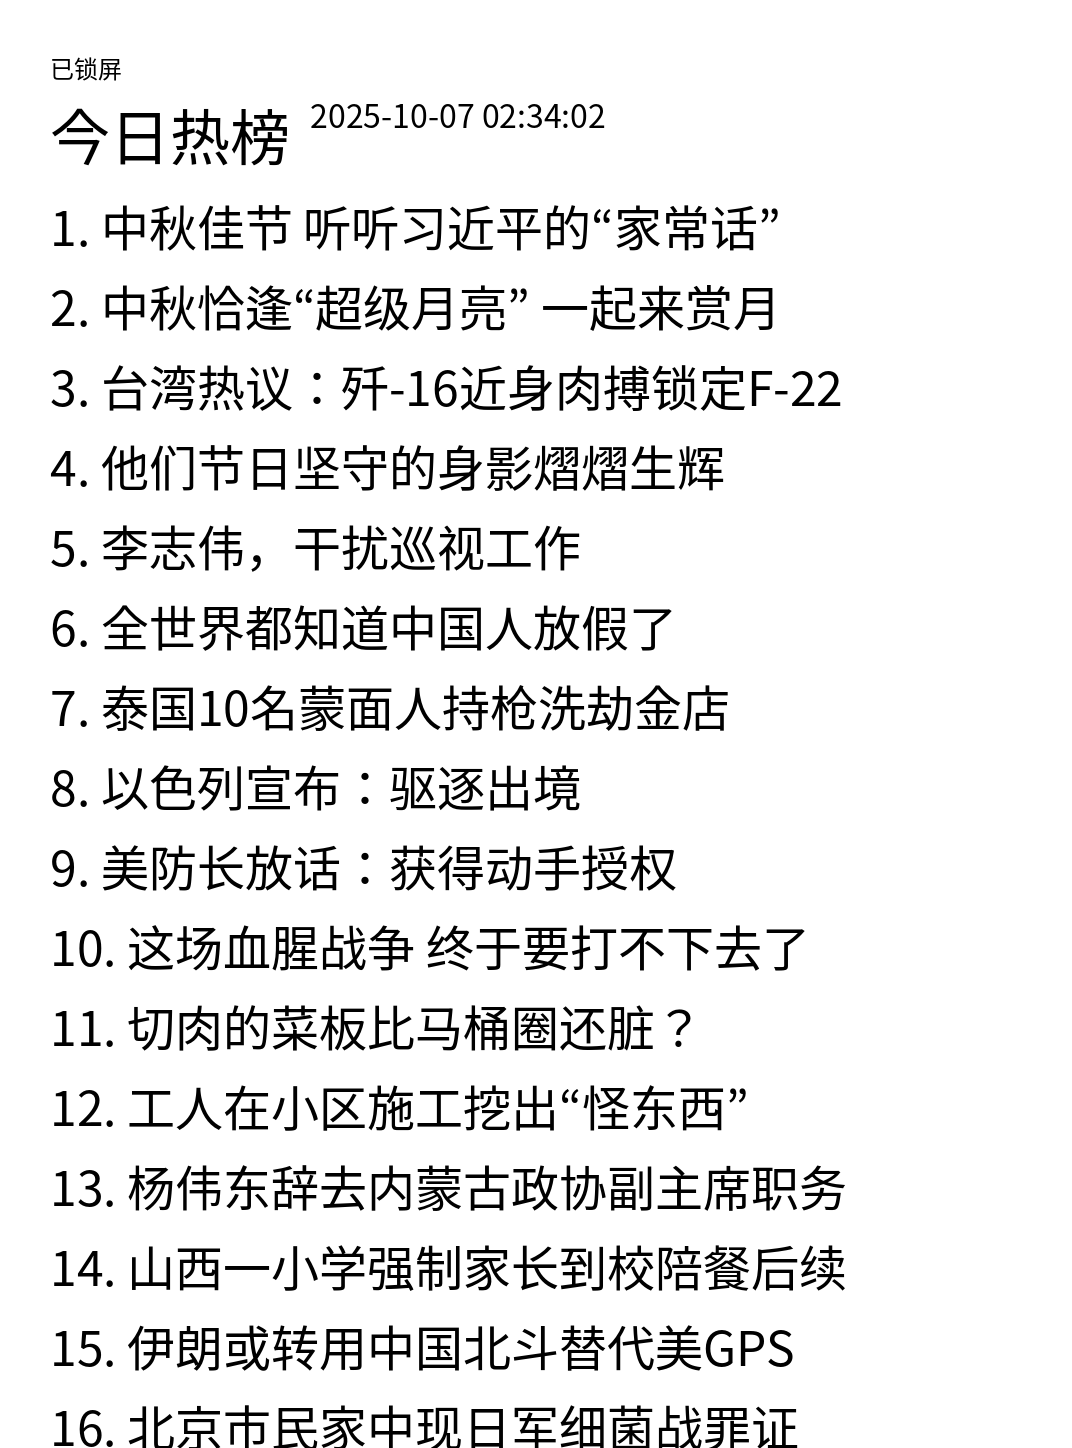 已锁屏
今日热榜 2025-10-07 02:34:02
1. 中秋佳节 听听习近平的“家常话”
2. 中秋恰逢“超级月亮” 一起来赏月
3. 台湾热议：歼-16近身肉搏锁定F-22
4. 他们节日坚守的身影熠熠生辉
5. 李志伟，干扰巡视工作
6. 全世界都知道中国人放假了
7. 泰国10名蒙面人持枪洗劫金店
8. 以色列宣布：驱逐出境
9. 美防长放话：获得动手授权
10. 这场血腥战争 终于要打不下去了
11. 切肉的菜板比马桶圈还脏？
12. 工人在小区施工挖出“怪东西”
13. 杨伟东辞去内蒙古政协副主席职务
14. 山西一小学强制家长到校陪餐后续
15. 伊朗或转用中国北斗替代美GPS
16. 北京市民家中现日军细菌战罪证